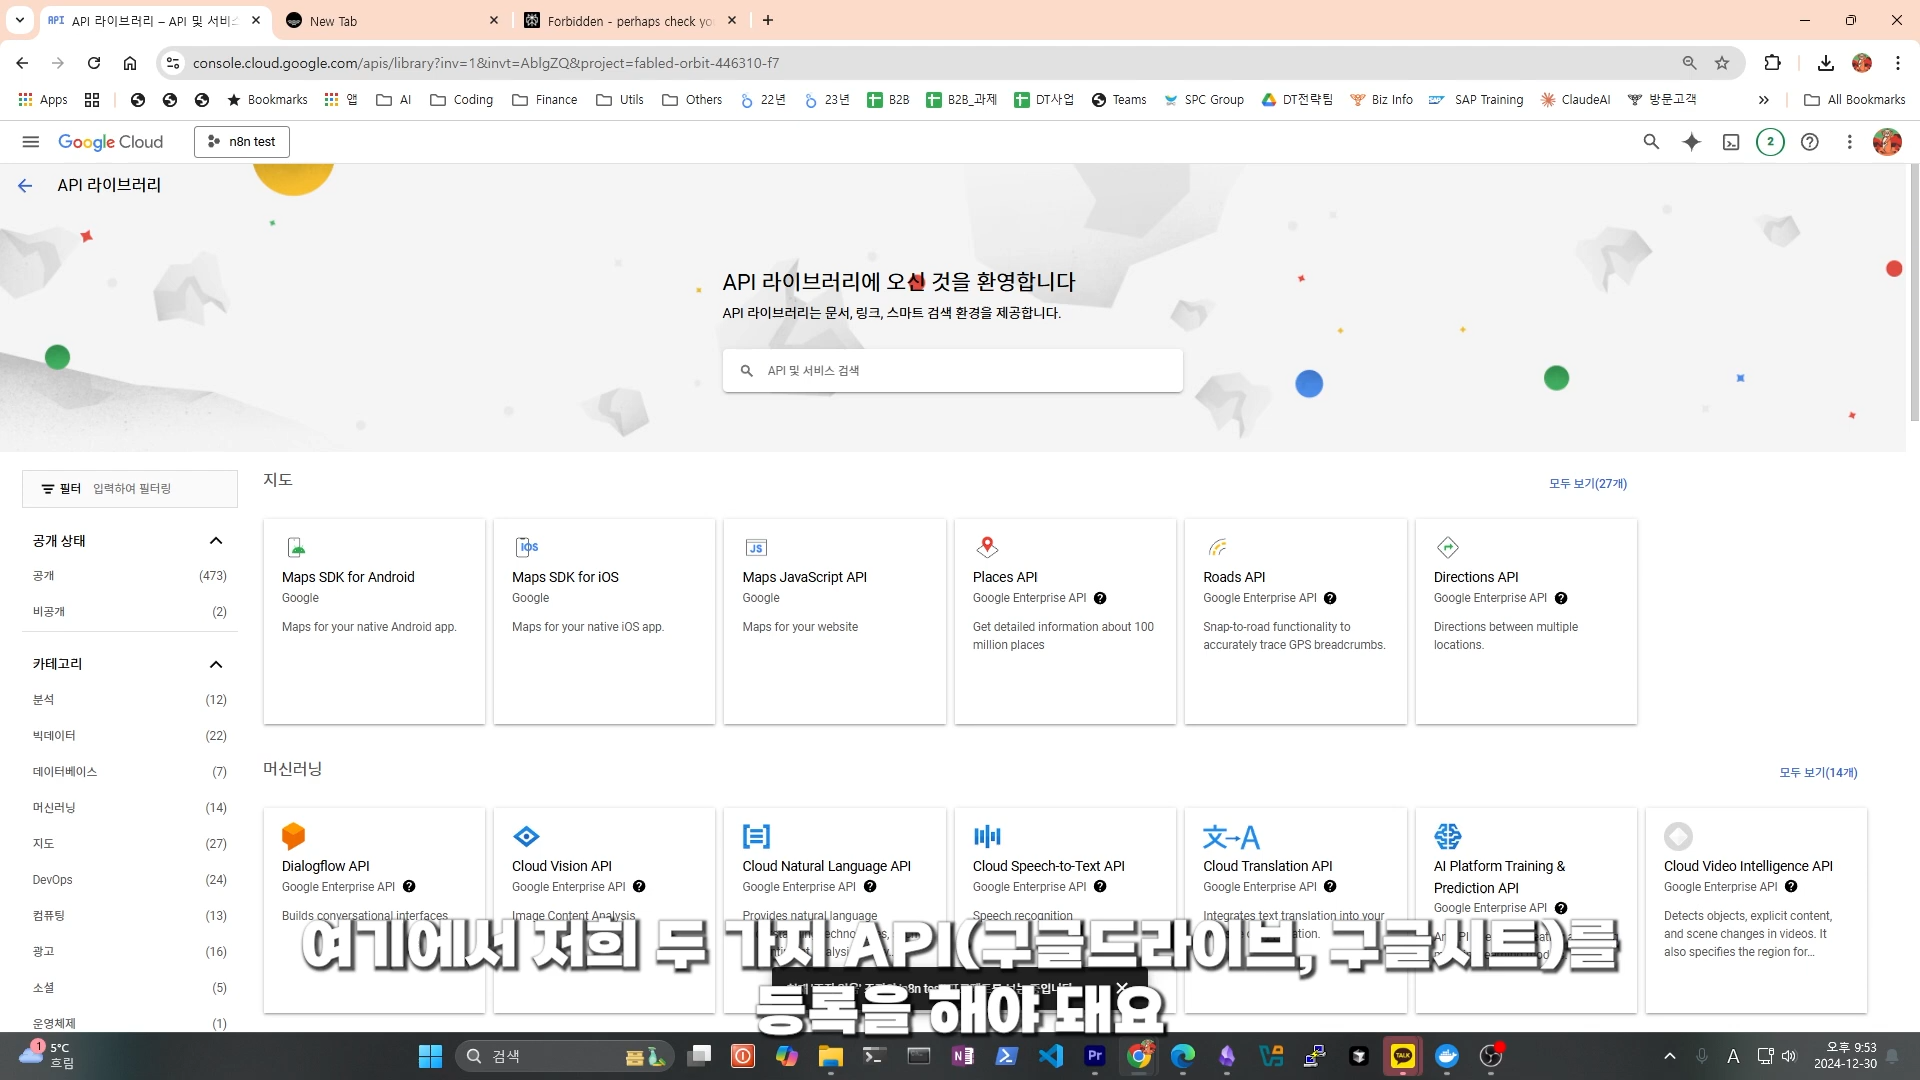 API 라이브러리 – API 및 서비스
New Tab
Forbidden - perhaps check yo
console.cloud.google.com/apis/library?inv=1&invt=AblgZQ&project=fabled-orbit-446310-f7
Apps
Bookmarks
앱
AI
Coding
Finance
Utils
Others
22년
23년
B2B
B2B_과제
DT사업
Teams
SPC Group
DT전략팀
Biz Info
SAP Training
ClaudeAI
방문고객
All Bookmarks
Google Cloud
n8n test
2
API 라이브러리
API 라이브러리에 오신 것을 환영합니다
API 라이브러리는 문서, 링크, 스마트 검색 환경을 제공합니다.
API 및 서비스 검색
필터 입력하여 필터링
공개 상태
공개 (473)
비공개 (2)
카테고리
분석 (12)
빅데이터 (22)
데이터베이스 (7)
머신러닝 (14)
지도 (27)
DevOps (24)
컴퓨팅 (13)
광고 (16)
소셜 (5)
운영체제 (1)
지도
모두 보기(27개)
Maps SDK for Android
Google
Maps for your native Android app.
iOS
Maps SDK for iOS
Google
Maps for your native iOS app.
JS
Maps JavaScript API
Google
Maps for your website
Places API
Google Enterprise API
Get detailed information about 100
million places
Roads API
Google Enterprise API
Snap-to-road functionality to
accurately trace GPS breadcrumbs.
Directions API
Google Enterprise API
Directions between multiple
locations.
머신러닝
모두 보기(14개)
Dialogflow API
Google Enterprise API
Builds conversational interfaces
Cloud Vision API
Google Enterprise API
Image Content Analysis
Cloud Natural Language API
Google Enterprise API
Provides natural language
Cloud Speech-to-Text API
Google Enterprise API
Speech recognition
Cloud Translation API
Google Enterprise API
Integrates text translation into your
AI Platform Training &
Prediction API
Google Enterprise API
Cloud Video Intelligence API
Google Enterprise API
Detects objects, explicit content,
and scene changes in videos. It
also specifies the region for...
여기에서 저희 두 가지 API(구글드라이브, 구글시트)를
등록을 해야 돼요
1
5°C
흐림
검색
TALK
A
오후 9:53
2024-12-30